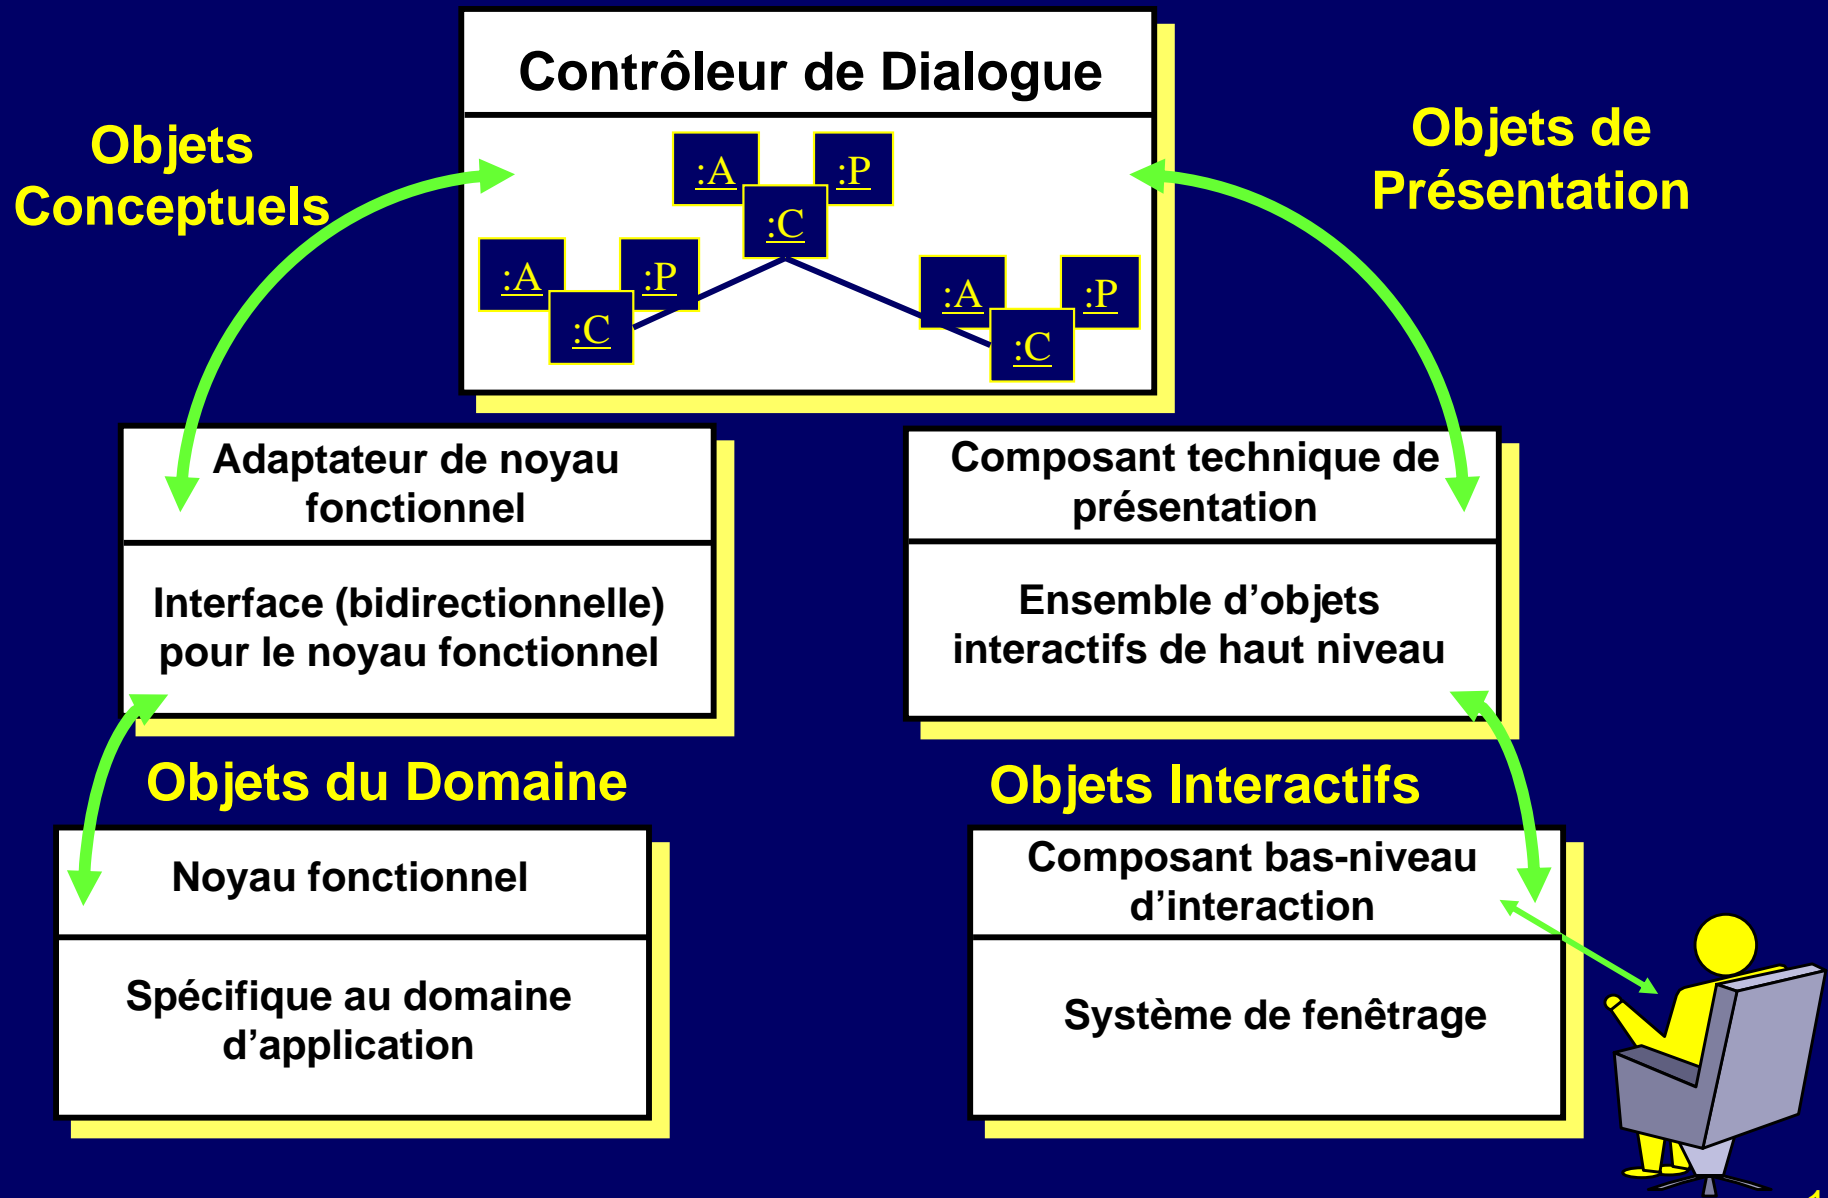 Contrôleur de Dialogue
Objets
Conceptuels
Objets de
Présentation
:A
:P
:C
:A
:P
:C
:A
:P
:C
Adaptateur de noyau
fonctionnel
Interface (bidirectionnelle)
pour le noyau fonctionnel
Composant technique de
présentation
Ensemble d’objets
interactifs de haut niveau
Objets du Domaine
Objets Interactifs
Noyau fonctionnel
Spécifique au domaine
d’application
Composant bas-niveau
d’interaction
Système de fenêtrage